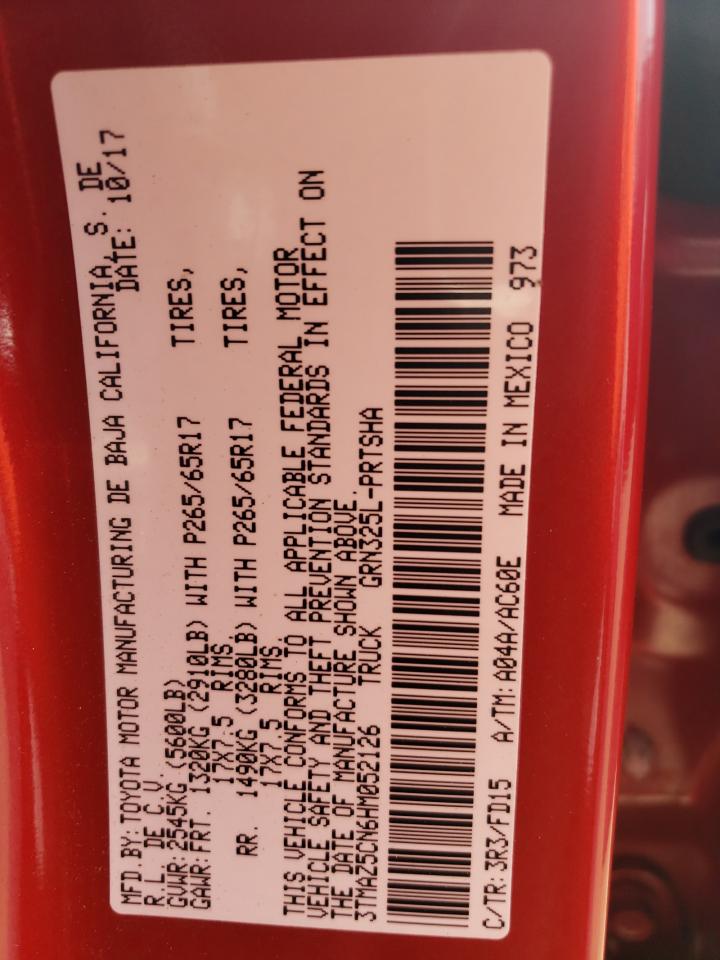 MFD.BY:TOYOTA MOTOR MANUFACTURING DE BAJA CALIFORNIA, S. DE
R.L. DE C.V. DATE: 10/17
GVWR:2545KG (5600LB)
GAWR:FRT. 1320KG (2910LB) WITH P265/65R17 TIRES,
17X7.5 RIMS
RR. 1490KG (3280LB) WITH P265/65R17 TIRES,
17X7.5 RIMS.
THIS VEHICLE CONFORMS TO ALL APPLICABLE FEDERAL MOTOR
VEHICLE SAFETY AND THEFT PREVENTION STANDARDS IN EFFECT ON
THE DATE OF MANUFACTURE SHOWN ABOVE.
3TMAZ5CN6HM052126 TRUCK GRN325L-PRTSHA
C/TR:3R3/FD15 A/TM:A04A/AC60E MADE IN MEXICO 973